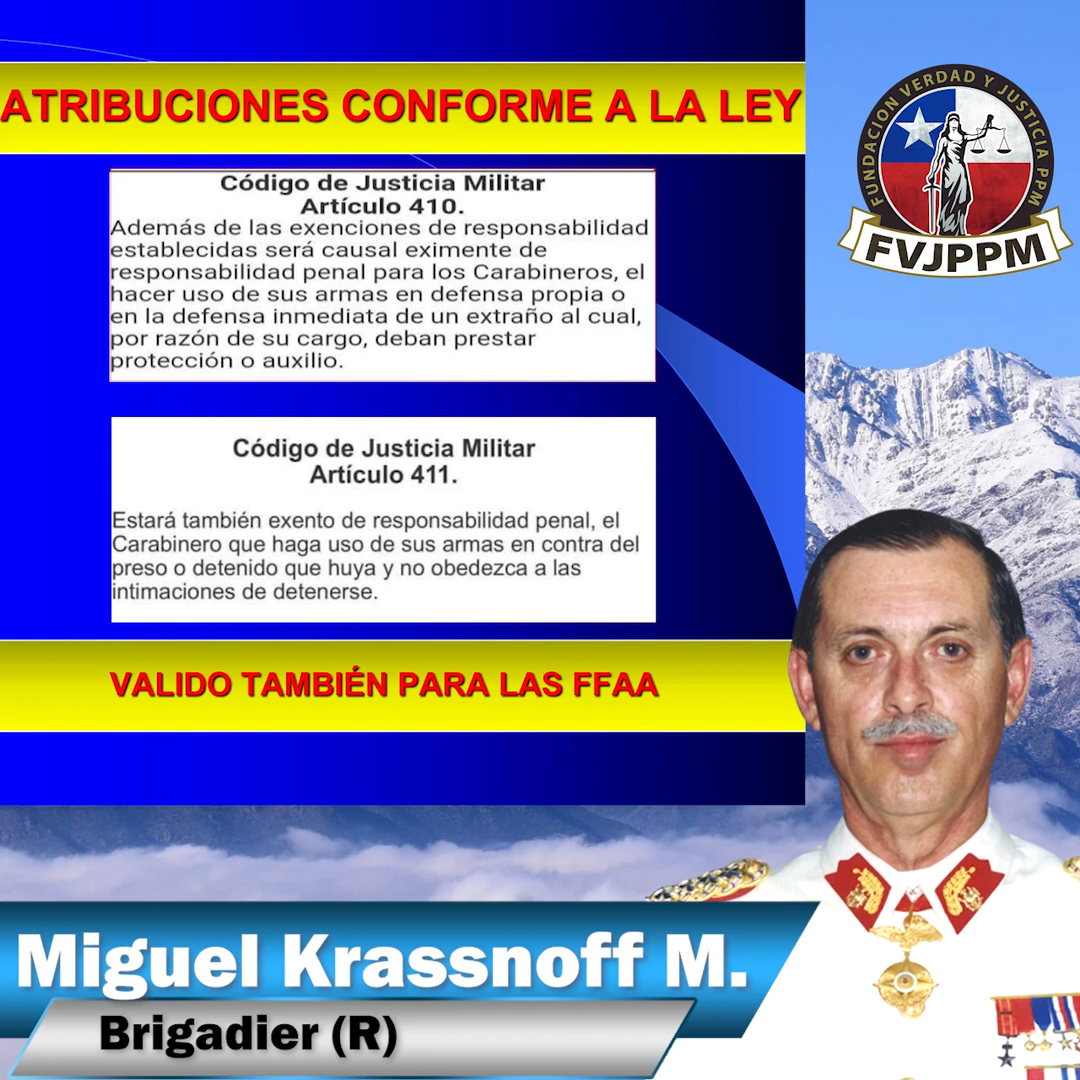 ATRIBUCIONES CONFORME A LA LEY
Código de Justicia Militar
Artículo 410.
Además de las exenciones de responsabilidad
establecidas será causal eximente de
responsabilidad penal para los Carabineros, el
hacer uso de sus armas en defensa propia o
en la defensa inmediata de un extraño al cual,
por razón de su cargo, deban prestar
protección o auxilio.
Código de Justicia Militar
Artículo 411.
Estará también exento de responsabilidad penal, el
Carabinero que haga uso de sus armas en contra del
preso o detenido que huya y no obedezca a las
intimaciones de detenerse.
VALIDO TAMBIÉN PARA LAS FFAA
FUNDACION VERDAD Y JUSTICIA PPM
FVJPPM
Miguel Krassnoff M.
Brigadier (R)